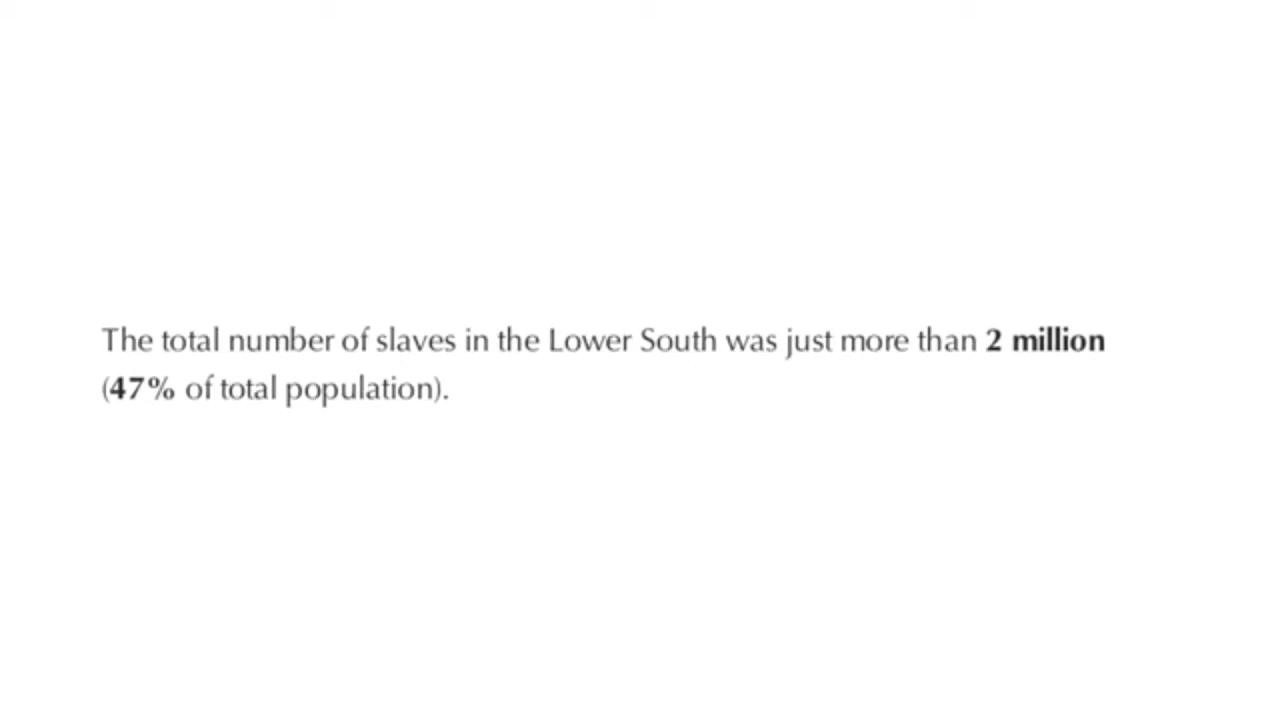 The total number of slaves in the Lower South was just more than 2 million
(47% of total population).